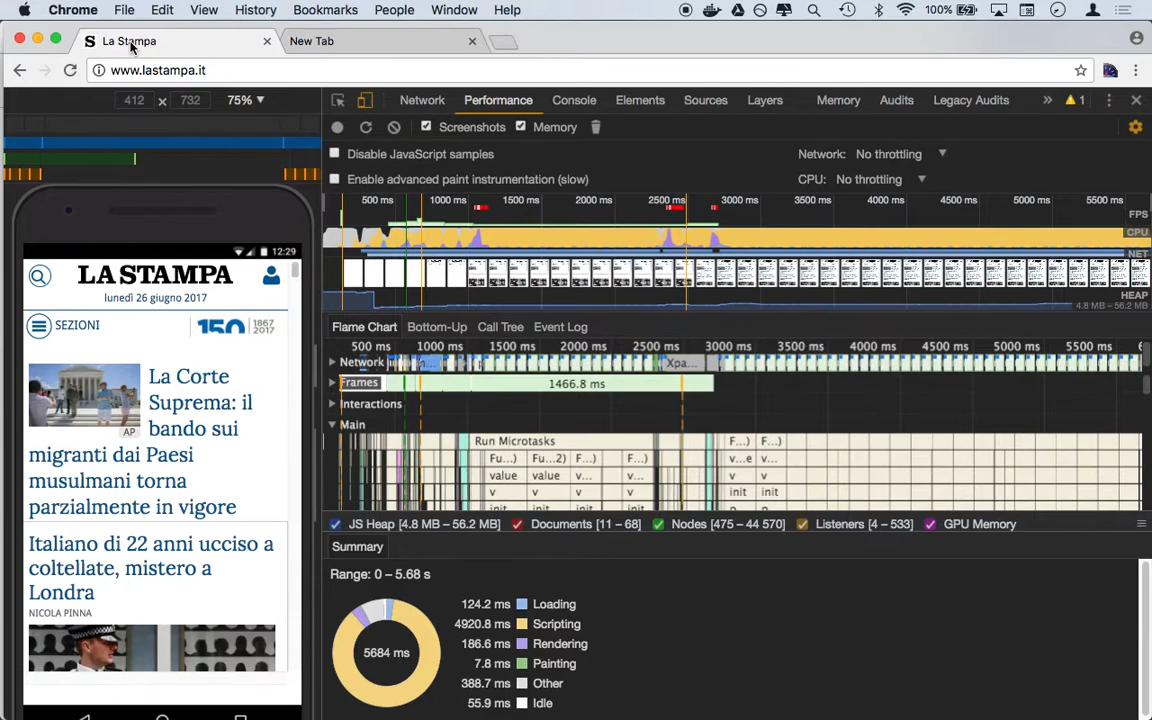 Chrome File Edit View History Bookmarks People Window Help 100%
La Stampa New Tab
www.lastampa.it
412 x 732 75% ▼
Network Performance Console Elements Sources Layers Memory Audits Legacy Audits » 1
Screenshots Memory
Disable JavaScript samples Network: No throttling ▼
Enable advanced paint instrumentation (slow) CPU: No throttling ▼
500 ms 1000 ms 1500 ms 2000 ms 2500 ms 3000 ms 3500 ms 4000 ms 4500 ms 5000 ms 5500 ms
FPS
CPU
NET
HEAP
4.8 MB – 56.2 MB
Flame Chart Bottom-Up Call Tree Event Log
500 ms 1000 ms 1500 ms 2000 ms 2500 ms 3000 ms 3500 ms 4000 ms 4500 ms 5000 ms 5500 ms
Network Xpa...
Frames 1466.8 ms
Interactions
Main
Run Microtasks
Fu...) Fu...2) F...) F...) F...) F...)
value value v... v... v...e v...
v v v v v v
init init v... init init init
12:29
LA STAMPA
lunedì 26 giugno 2017
SEZIONI 150 1867 2017
La Corte
Suprema: il
bando sui
AP
migranti dai Paesi
musulmani torna
parzialmente in vigore
Italiano di 22 anni ucciso a
coltellate, mistero a
Londra
NICOLA PINNA
JS Heap [4.8 MB – 56.2 MB] Documents [11 – 68] Nodes [475 – 44 570] Listeners [4 – 533] GPU Memory
Summary
Range: 0 – 5.68 s
5684 ms
124.2 ms Loading
4920.8 ms Scripting
186.6 ms Rendering
7.8 ms Painting
388.7 ms Other
55.9 ms Idle